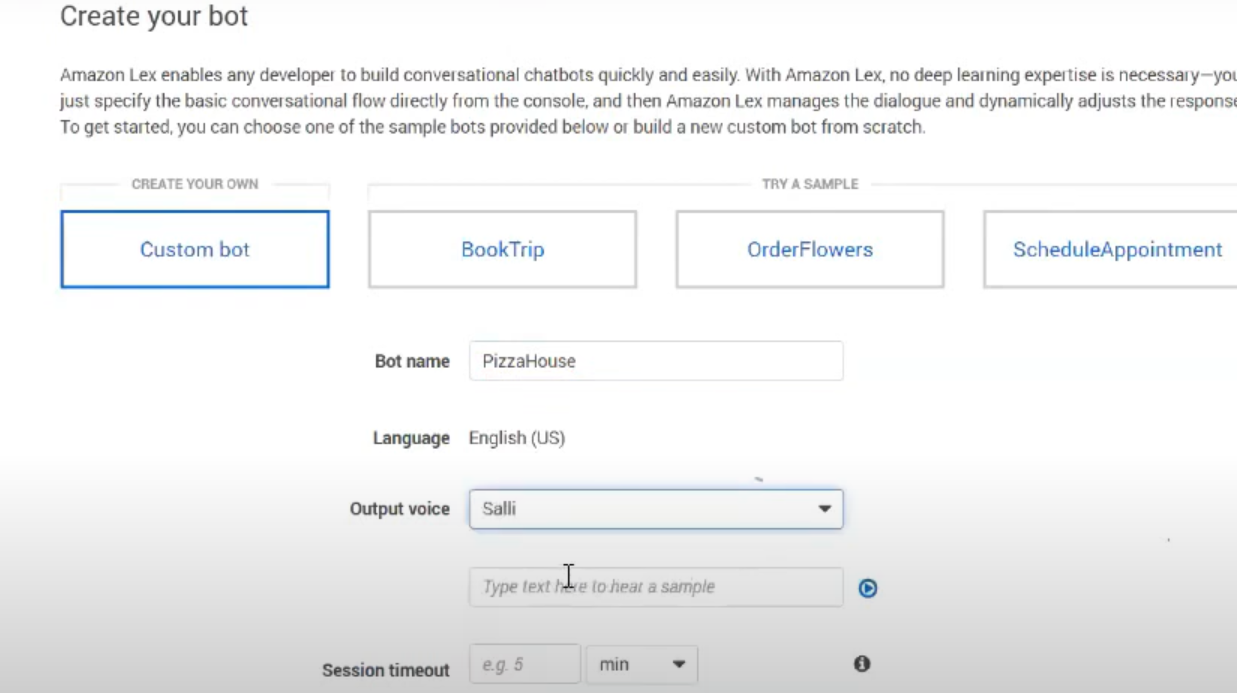 Create your bot
Amazon Lex enables any developer to build conversational chatbots quickly and easily. With Amazon Lex, no deep learning expertise is necessary—you
just specify the basic conversational flow directly from the console, and then Amazon Lex manages the dialogue and dynamically adjusts the response
To get started, you can choose one of the sample bots provided below or build a new custom bot from scratch.
CREATE YOUR OWN
TRY A SAMPLE
Custom bot
BookTrip
OrderFlowers
ScheduleAppointment
Bot name PizzaHouse
Language English (US)
Output voice Salli
Type text here to hear a sample
Session timeout e.g. 5 min